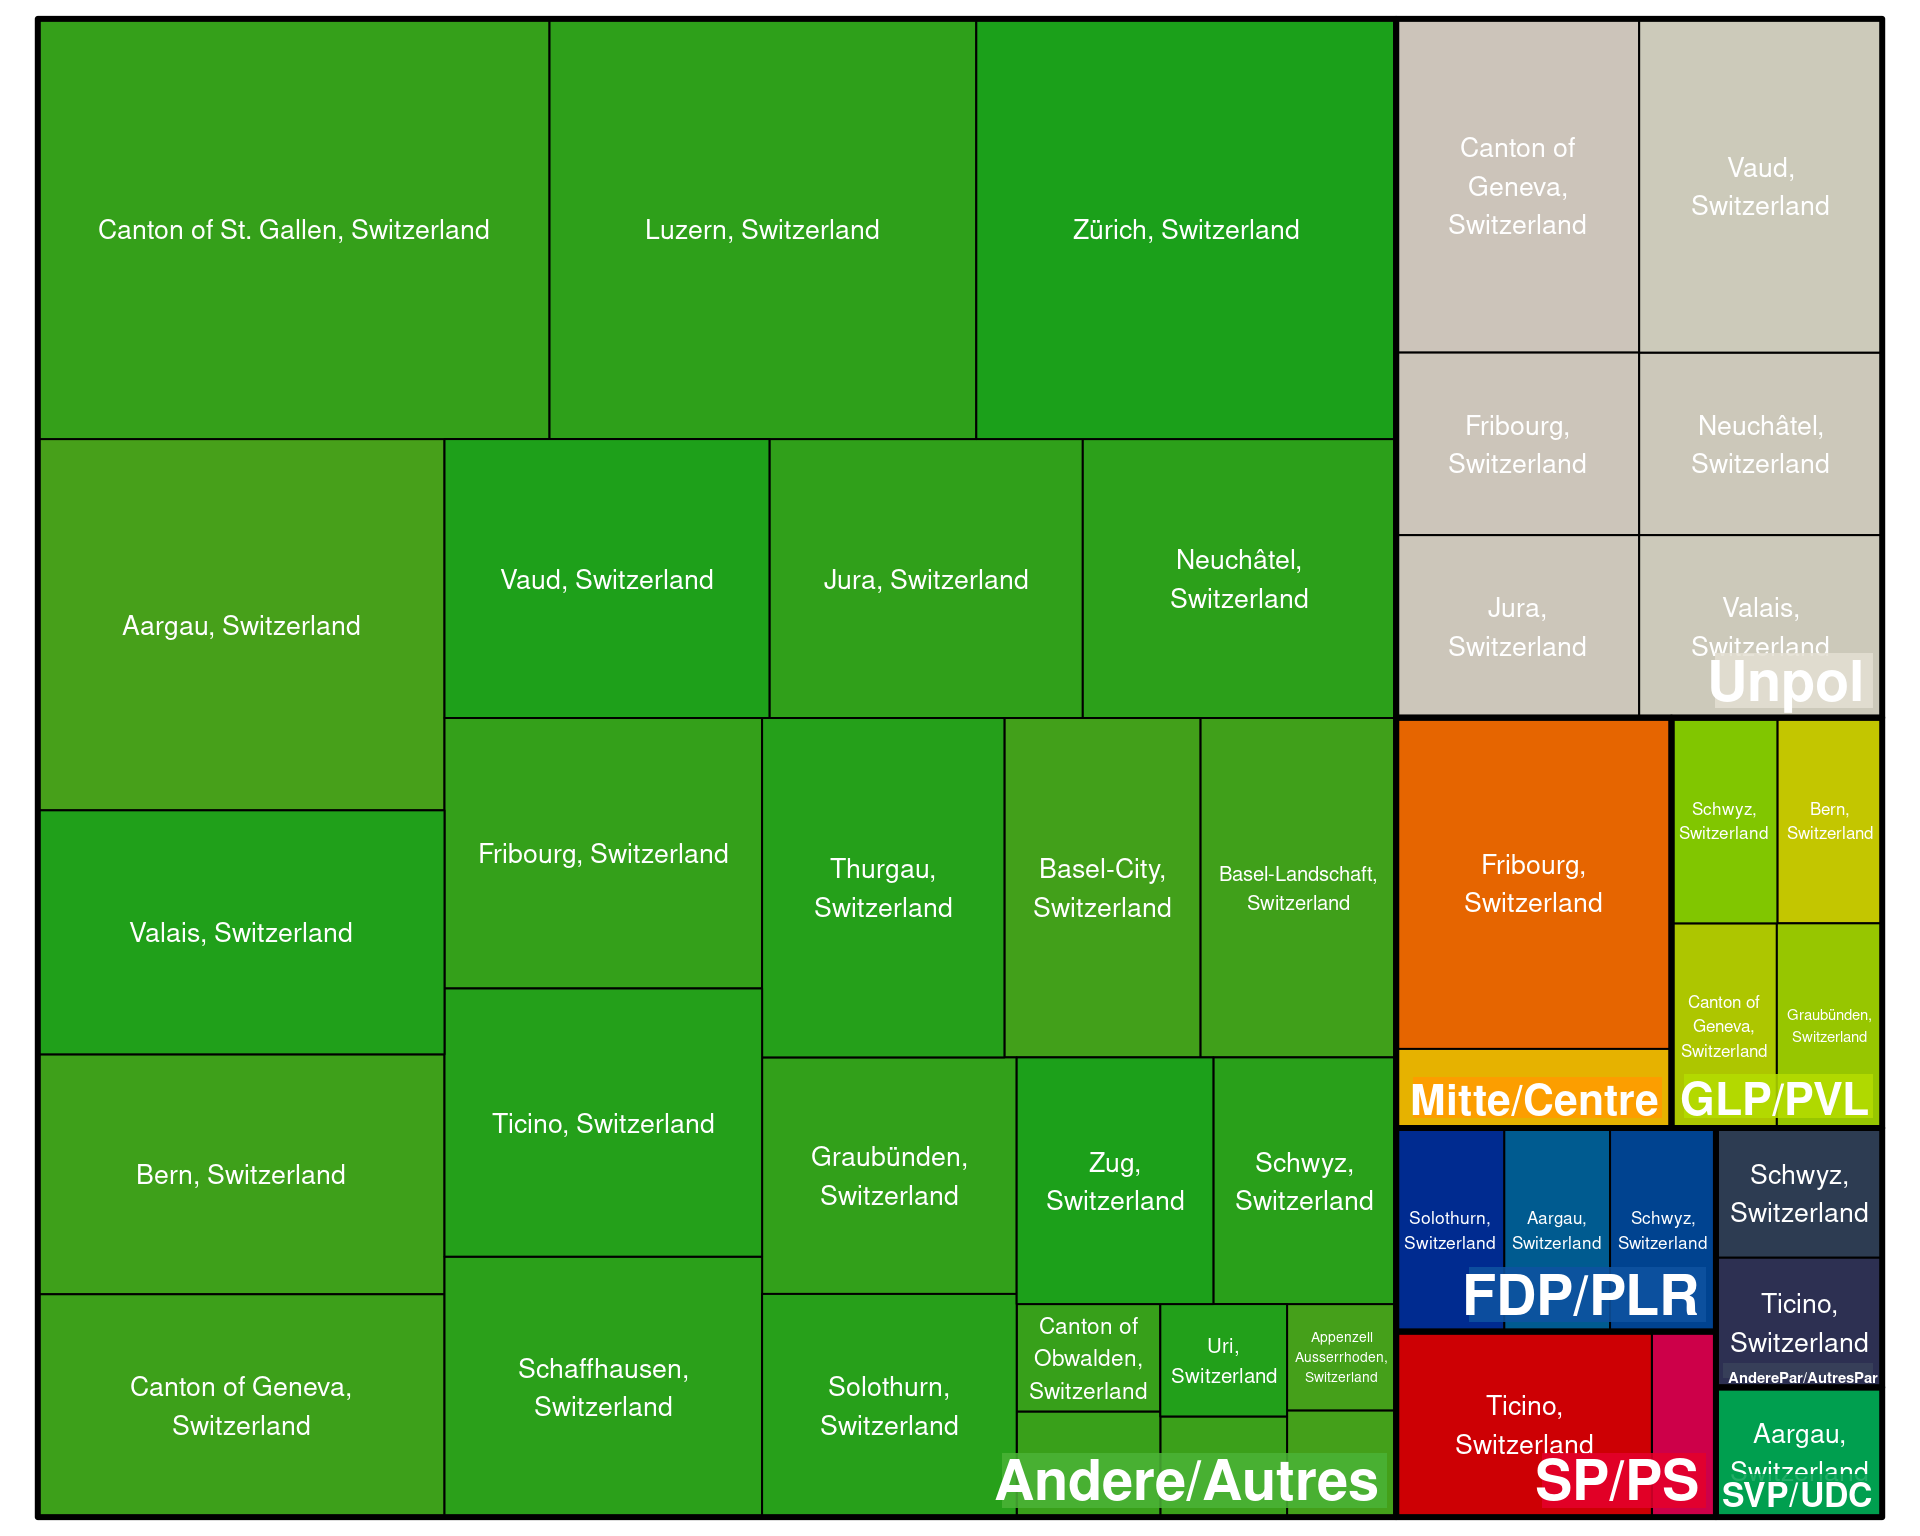 Canton of St. Gallen, Switzerland
Luzern, Switzerland
Zürich, Switzerland
Aargau, Switzerland
Vaud, Switzerland
Jura, Switzerland
Neuchâtel,
Switzerland
Valais, Switzerland
Fribourg, Switzerland
Thurgau,
Switzerland
Basel-City,
Switzerland
Basel-Landschaft,
Switzerland
Bern, Switzerland
Ticino, Switzerland
Graubünden,
Switzerland
Zug,
Switzerland
Schwyz,
Switzerland
Canton of Geneva,
Switzerland
Schaffhausen,
Switzerland
Solothurn,
Switzerland
Canton of
Obwalden,
Switzerland
Uri,
Switzerland
Appenzell
Ausserrhoden,
Switzerland
Andere/Autres
Canton of
Geneva,
Switzerland
Vaud,
Switzerland
Fribourg,
Switzerland
Neuchâtel,
Switzerland
Jura,
Switzerland
Valais,
Switzerland
Unpol
Fribourg,
Switzerland
Mitte/Centre
Schwyz,
Switzerland
Bern,
Switzerland
Canton of
Geneva,
Switzerland
Graubünden,
Switzerland
GLP/PVL
Solothurn,
Switzerland
Aargau,
Switzerland
Schwyz,
Switzerland
FDP/PLR
Schwyz,
Switzerland
Ticino,
Switzerland
AnderePar/AutresPar
Ticino,
Switzerland
SP/PS
Aargau,
Switzerland
SVP/UDC